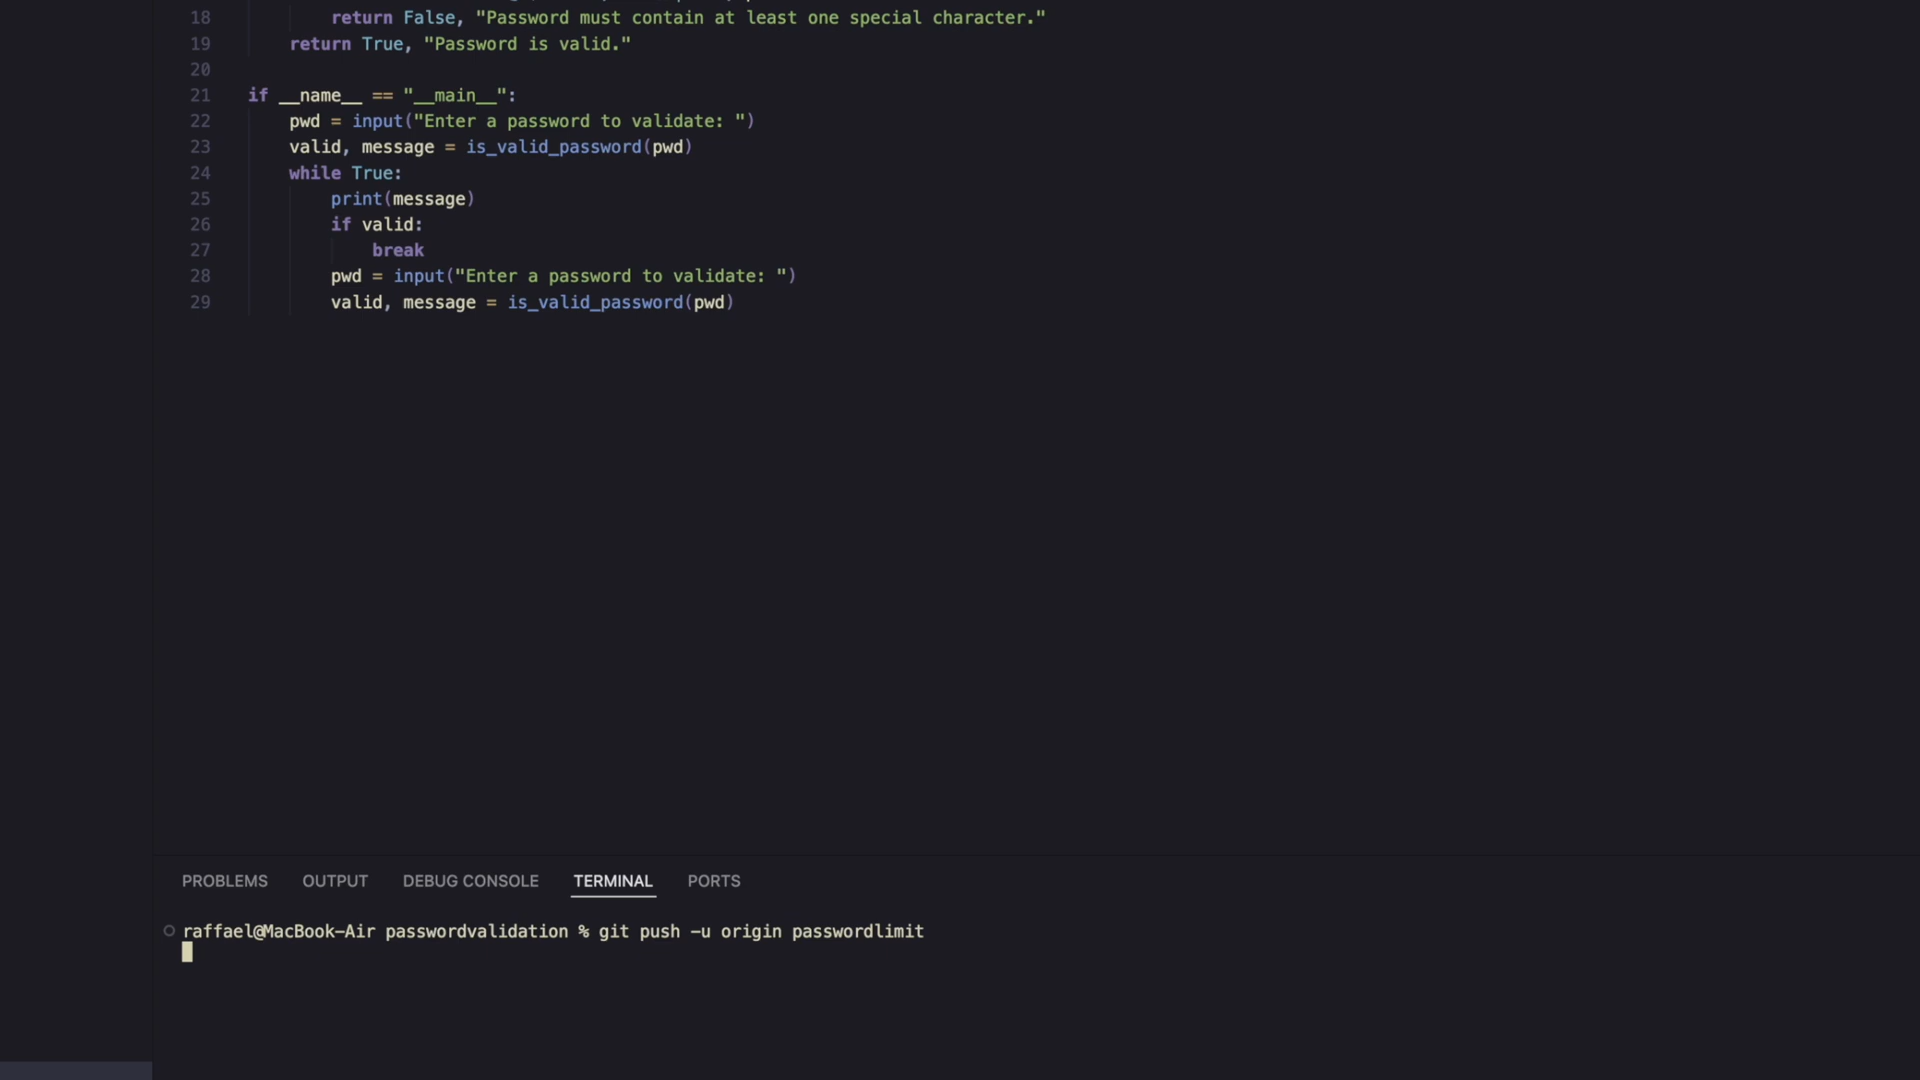 18 return False, "Password must contain at least one special character."
19 return True, "Password is valid."
20
21 if __name__ == "__main__":
22 pwd = input("Enter a password to validate: ")
23 valid, message = is_valid_password(pwd)
24 while True:
25 print(message)
26 if valid:
27 break
28 pwd = input("Enter a password to validate: ")
29 valid, message = is_valid_password(pwd)
PROBLEMS OUTPUT DEBUG CONSOLE TERMINAL PORTS
raffael@MacBook-Air passwordvalidation % git push -u origin passwordlimit